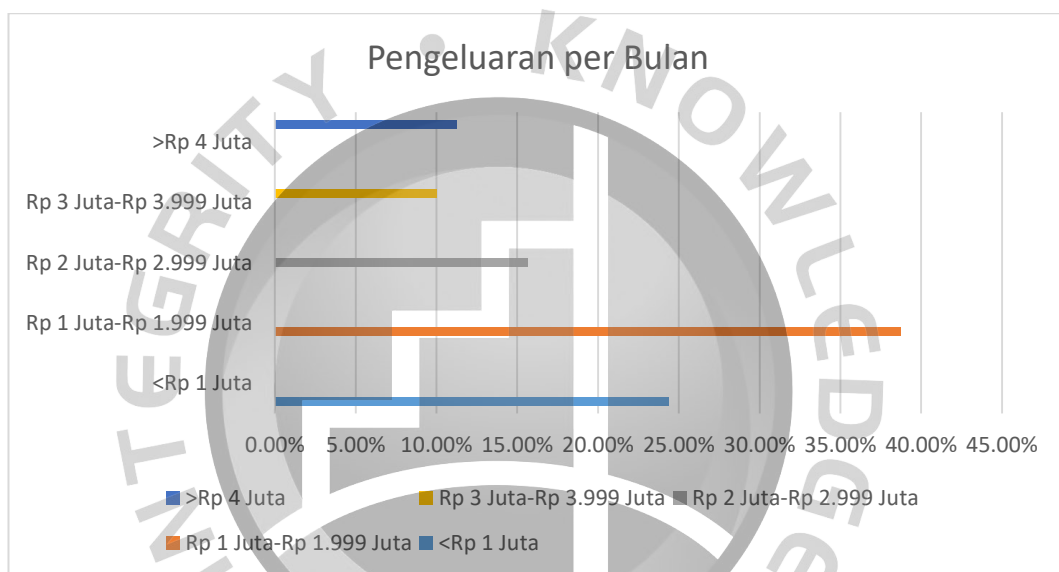 INTEGRITY • KNOWLEDGE
Pengeluaran per Bulan
>Rp 4 Juta
Rp 3 Juta-Rp 3.999 Juta
Rp 2 Juta-Rp 2.999 Juta
Rp 1 Juta-Rp 1.999 Juta
<Rp 1 Juta
0.00% 5.00% 10.00% 15.00% 20.00% 25.00% 30.00% 35.00% 40.00% 45.00%
>Rp 4 Juta Rp 3 Juta-Rp 3.999 Juta Rp 2 Juta-Rp 2.999 Juta
Rp 1 Juta-Rp 1.999 Juta <Rp 1 Juta